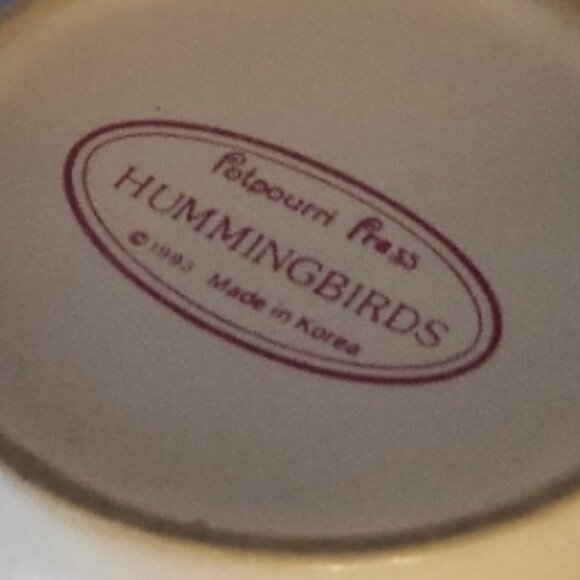 Potpourri Press
HUMMINGBIRDS
© 1993 Made in Korea